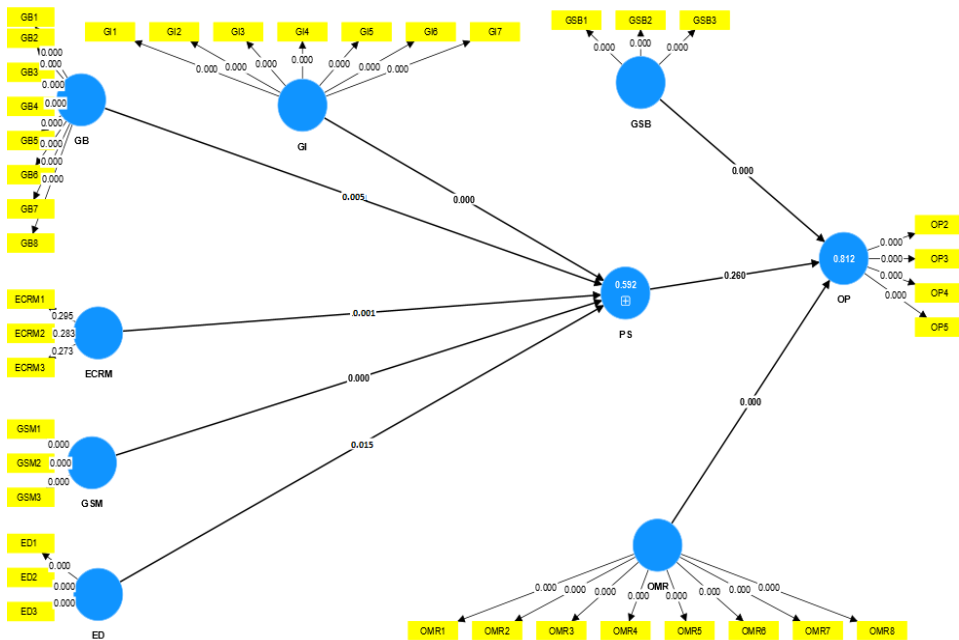 GB1
GB2
GB3
GB4
GB5
GB6
GB7
GB8
0.000
0.000
0.000
0.000
0.000
0.000
0.000
0.000
GB
GI1 GI2 GI3 GI4 GI5 GI6 GI7
0.000 0.000 0.000 0.000 0.000 0.000 0.000
GI
GSB1 GSB2 GSB3
0.000 0.000 0.000
GSB
0.005
0.000
0.000
ECRM1
0.295
ECRM2
0.283
ECRM3
0.273
ECRM
.001
0.592
PS
0.260
0.812
OP
OP2
OP3
OP4
OP5
0.000
0.000
0.000
0.000
GSM1
0.000
GSM2
0.000
GSM3
0.000
GSM
0.000
ED1
0.000
ED2
0.000
ED3
0.000
ED
0.015
0.000
OMR
0.000 0.000 0.000 0.000 0.000 0.000 0.000 0.000
OMR1 OMR2 OMR3 OMR4 OMR5 OMR6 OMR7 OMR8